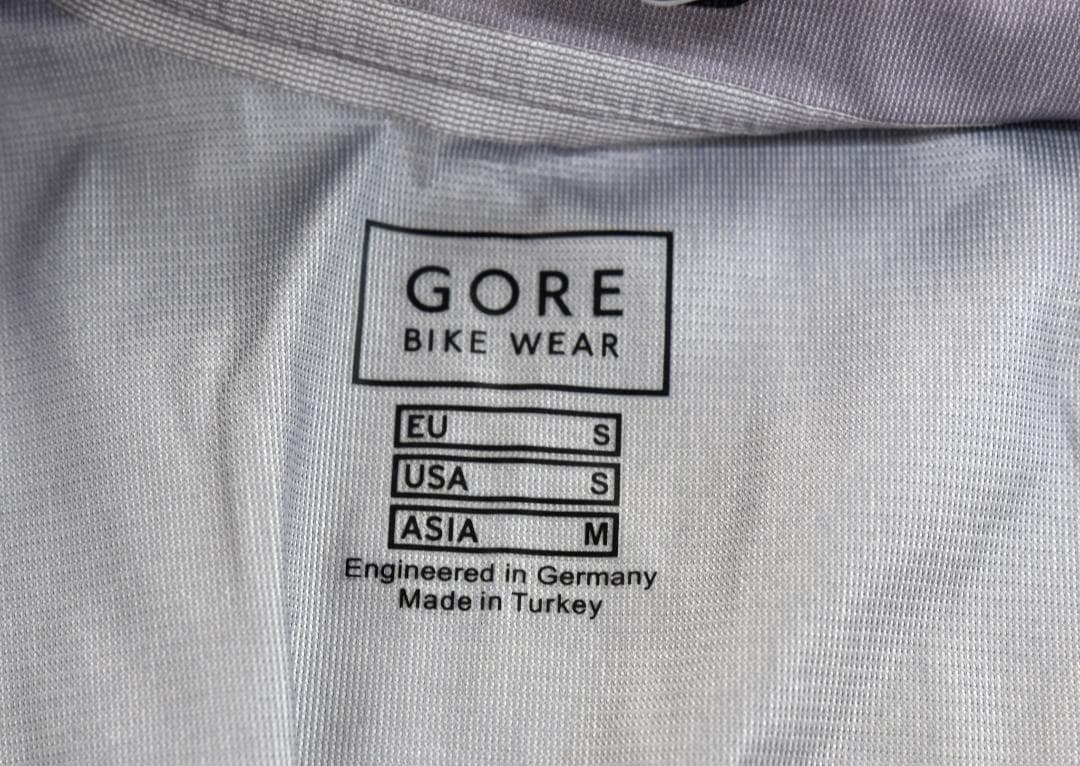 GORE
BIKE WEAR
EU S
USA S
ASIA M
Engineered in Germany
Made in Turkey